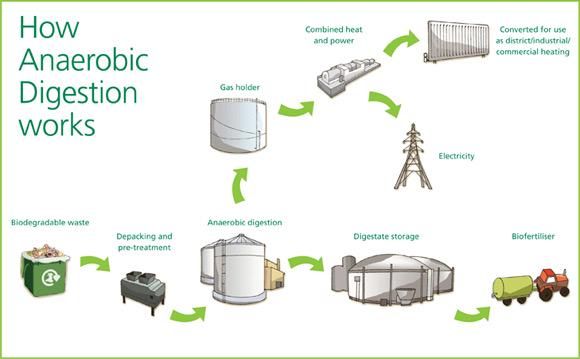 How
Anaerobic
Digestion
works
Combined heat
and power
Converted for use
as district/industrial/
commercial heating
Gas holder
Electricity
Biodegradable waste
Depacking and
pre-treatment
Anaerobic digestion
Digestate storage
Biofertiliser